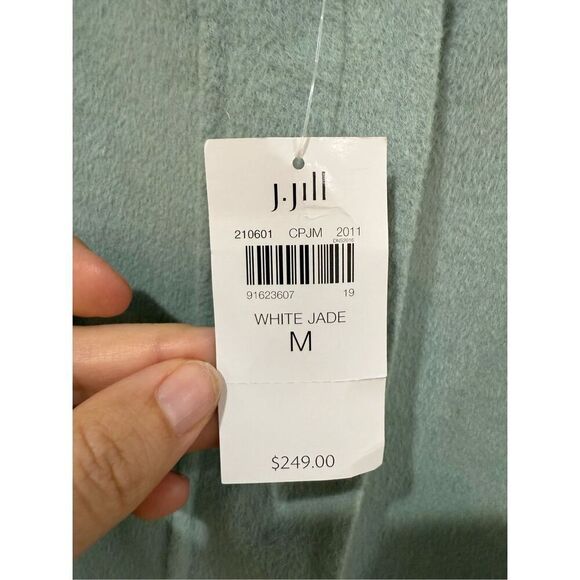 J.Jill
210601 CPJM 2011
91623607 19
WHITE JADE
M
$249.00